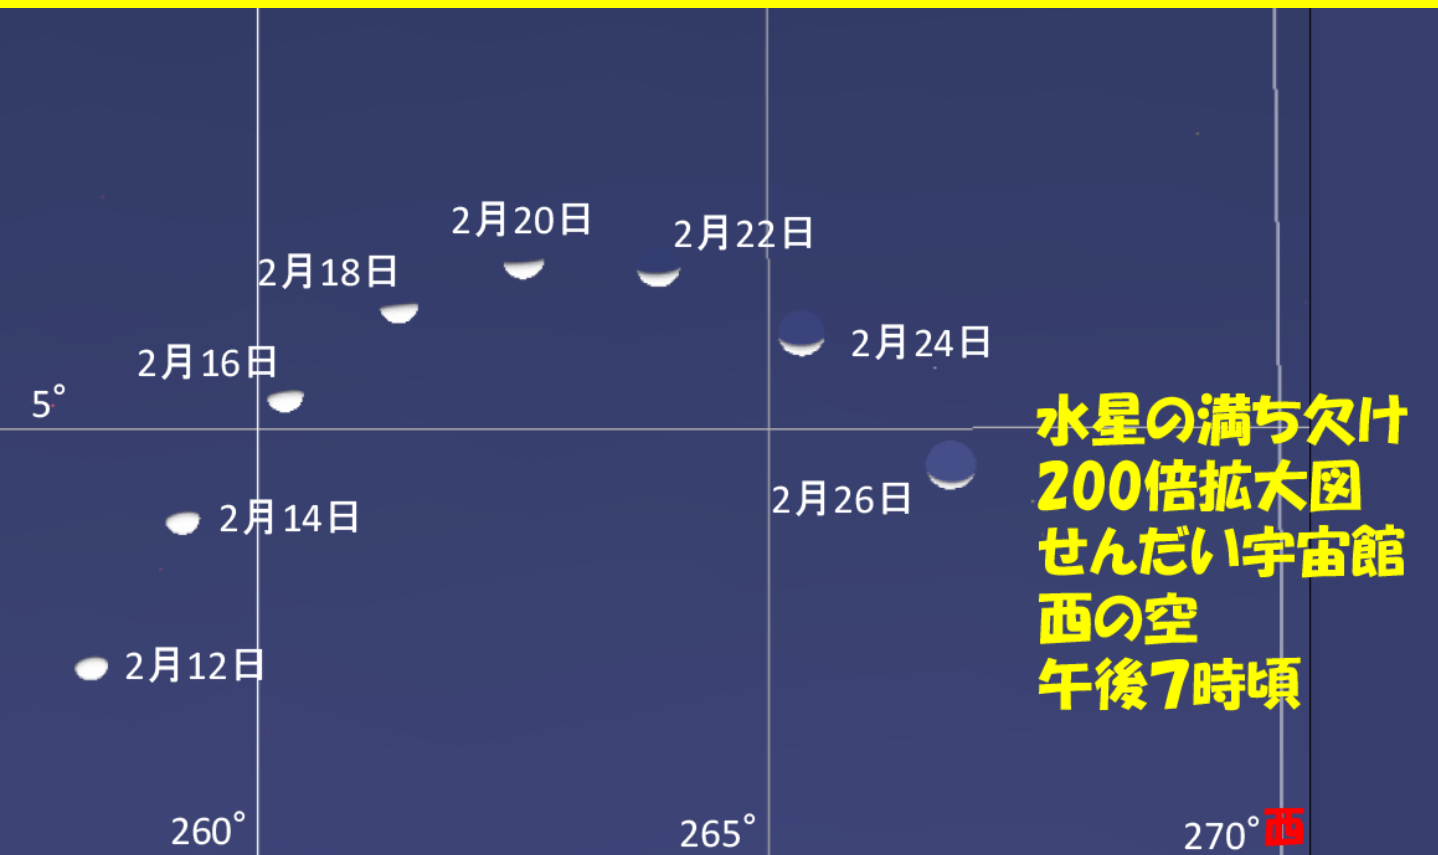 2月20日
2月22日
2月18日
2月24日
2月16日
5°
水星の満ち欠け
200倍拡大図
せんだい宇宙館
西の空
午後7時頃
2月26日
2月14日
2月12日
260°
265°
270°
西